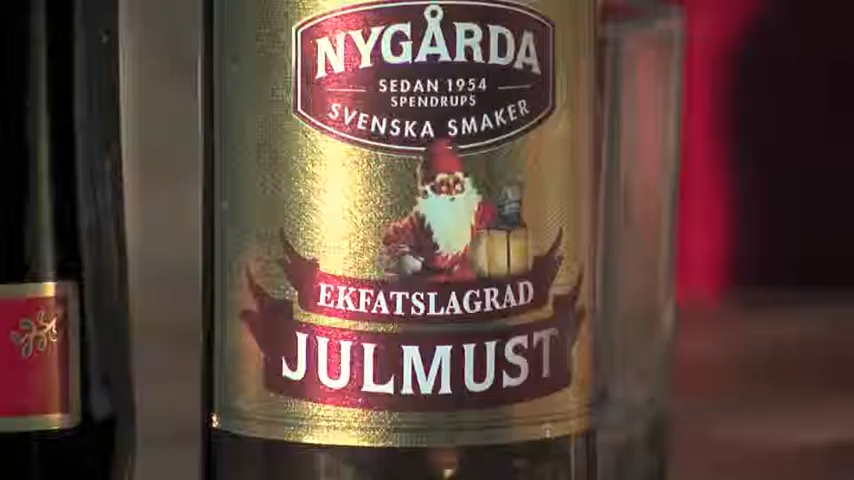 NYGÅRDA
SEDAN 1954
SPENDRUPS
SVENSKA SMAKER
EKFATSLAGRAD
JULMUST